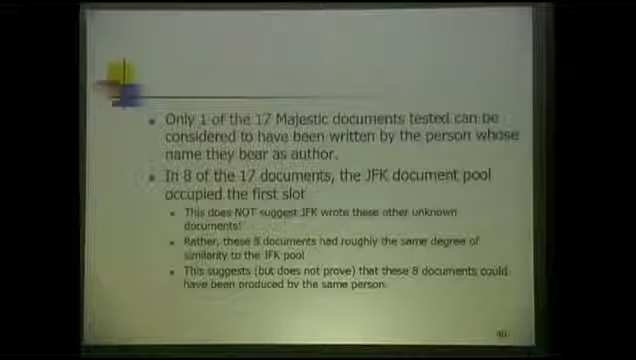 Only 1 of the 17 Majestic documents tested can be
considered to have been written by the person whose
name they bear as author.
In 8 of the 17 documents, the JFK document pool
occupied the first slot
This does NOT suggest JFK wrote these other unknown
documents!
Rather, these 8 documents had roughly the same degree of
similarity to the JFK pool
This suggests (but does not prove) that these 8 documents could
have been produced by the same person.